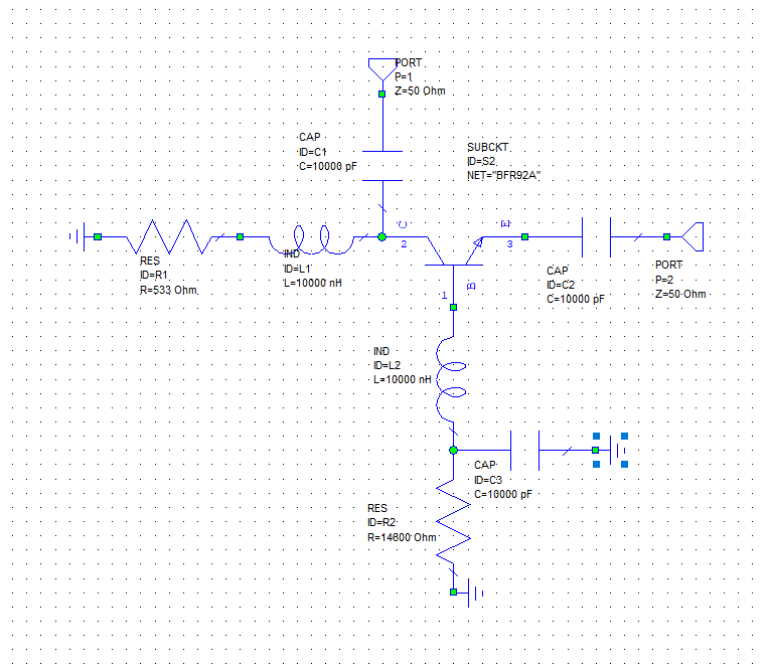 PORT
P=1
Z=50 Ohm
CAP
ID=C1
C=10000 pF
SUBCKT
ID=S2
NET="BFR92A"
C
2
E
3
B
1
RES
ID=R1
R=533 Ohm
IND
ID=L1
L=10000 nH
CAP
ID=C2
C=10000 pF
PORT
P=2
Z=50 Ohm
IND
ID=L2
L=10000 nH
CAP
ID=C3
C=10000 pF
RES
ID=R2
R=14600 Ohm